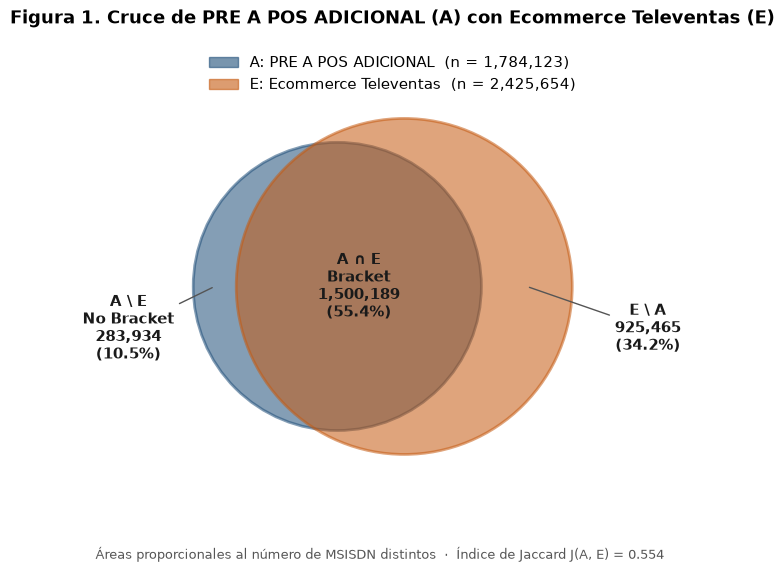 Figura 1. Cruce de PRE A POS ADICIONAL (A) con Ecommerce Televentas (E)
A: PRE A POS ADICIONAL (n = 1,784,123)
E: Ecommerce Televentas (n = 2,425,654)
A ∩ E
Bracket
1,500,189
(55.4%)
A \ E
No Bracket
283,934
(10.5%)
E \ A
925,465
(34.2%)
Áreas proporcionales al número de MSISDN distintos · Índice de Jaccard J(A, E) = 0.554